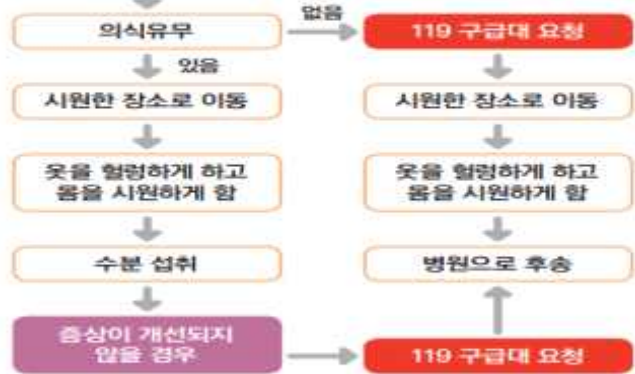 의식유무
없음
119 구급대 요청
있음
시원한 장소로 이동
시원한 장소로 이동
옷을 헐렁하게 하고
몸을 시원하게 함
옷을 헐렁하게 하고
몸을 시원하게 함
수분 섭취
병원으로 후송
증상이 개선되지
않을 경우
119 구급대 요청